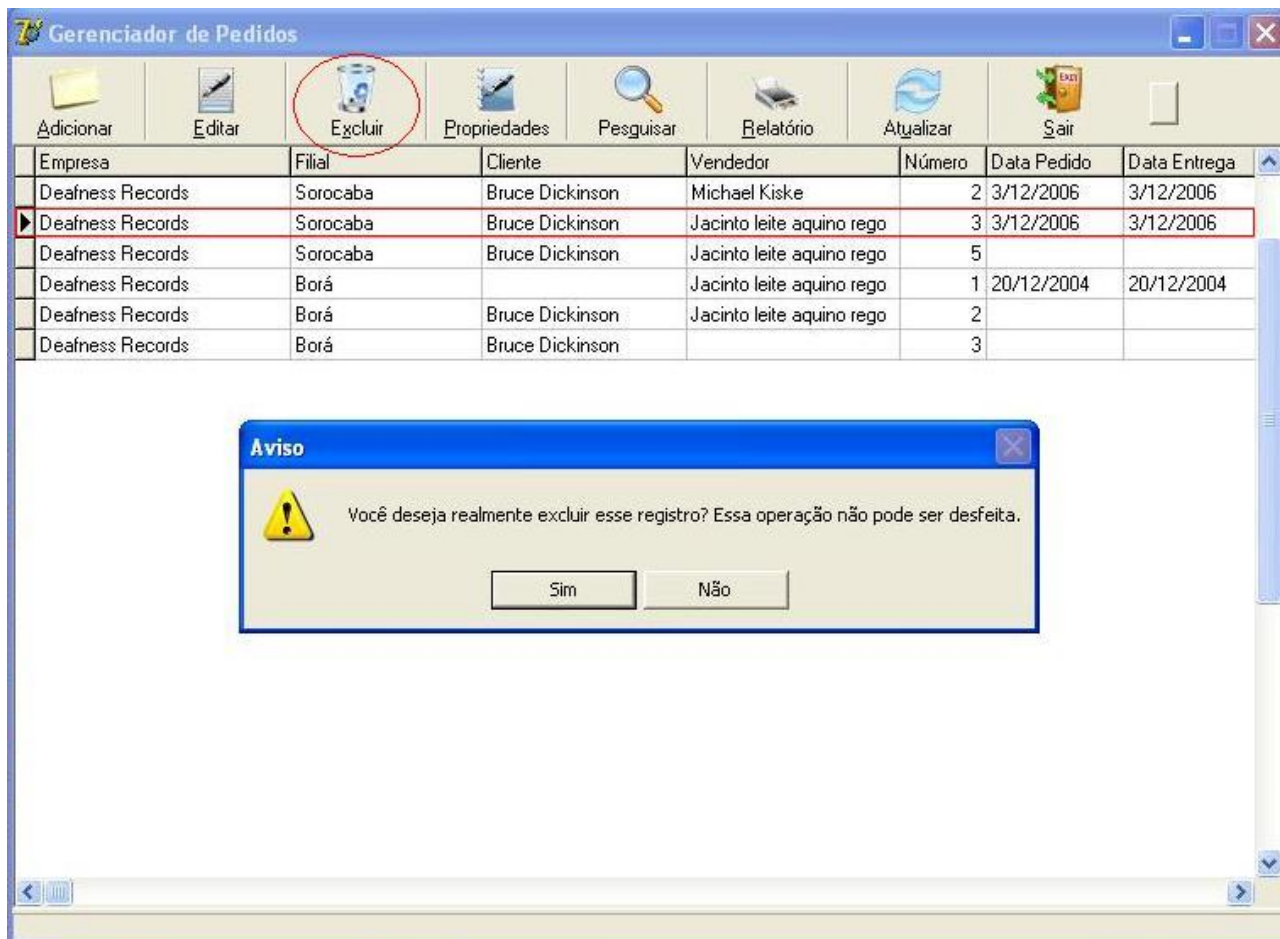 Gerenciador de Pedidos
Adicionar Editar Excluir Propriedades Pesquisar Relatório Atualizar Sair
Empresa Filial Cliente Vendedor Número Data Pedido Data Entrega
Deafness Records Sorocaba Bruce Dickinson Michael Kiske 2 3/12/2006 3/12/2006
Deafness Records Sorocaba Bruce Dickinson Jacinto leite aquino rego 3 3/12/2006 3/12/2006
Deafness Records Sorocaba Bruce Dickinson Jacinto leite aquino rego 5
Deafness Records Borá Jacinto leite aquino rego 1 20/12/2004 20/12/2004
Deafness Records Borá Bruce Dickinson Jacinto leite aquino rego 2
Deafness Records Borá Bruce Dickinson 3
Aviso
Você deseja realmente excluir esse registro? Essa operação não pode ser desfeita.
Sim Não